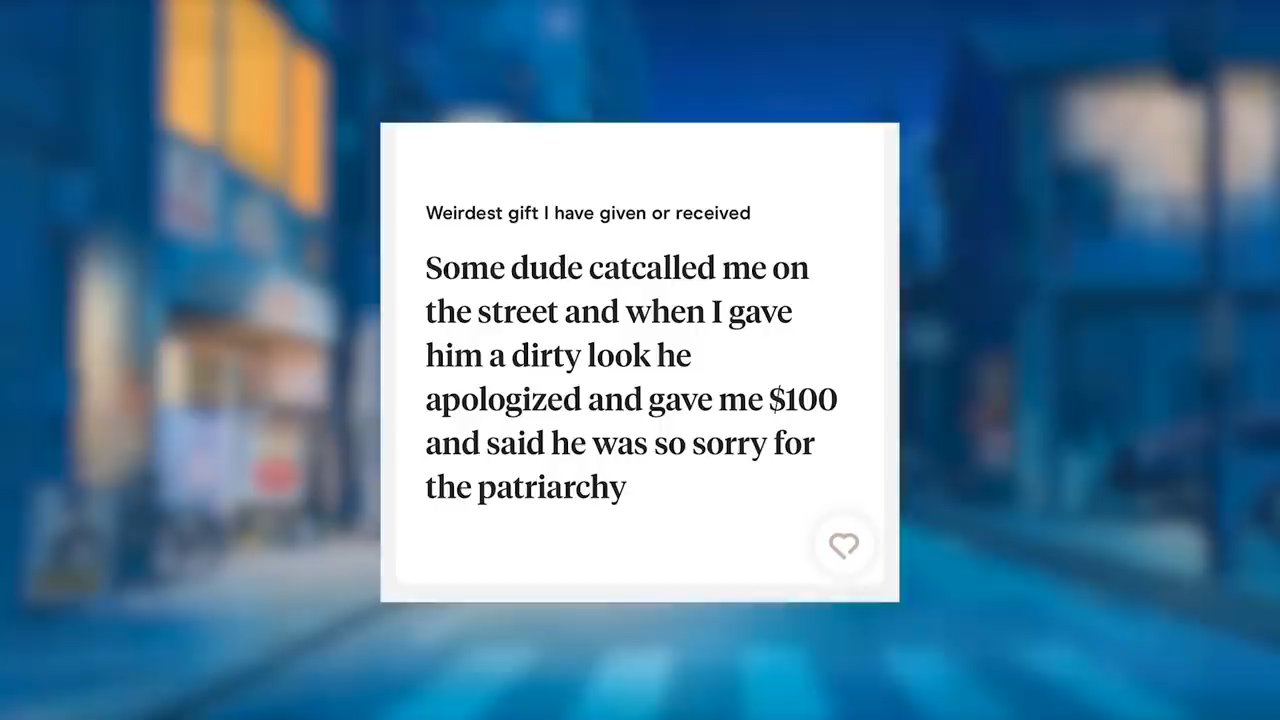 Weirdest gift I have given or received
Some dude catcalled me on
the street and when I gave
him a dirty look he
apologized and gave me $100
and said he was so sorry for
the patriarchy